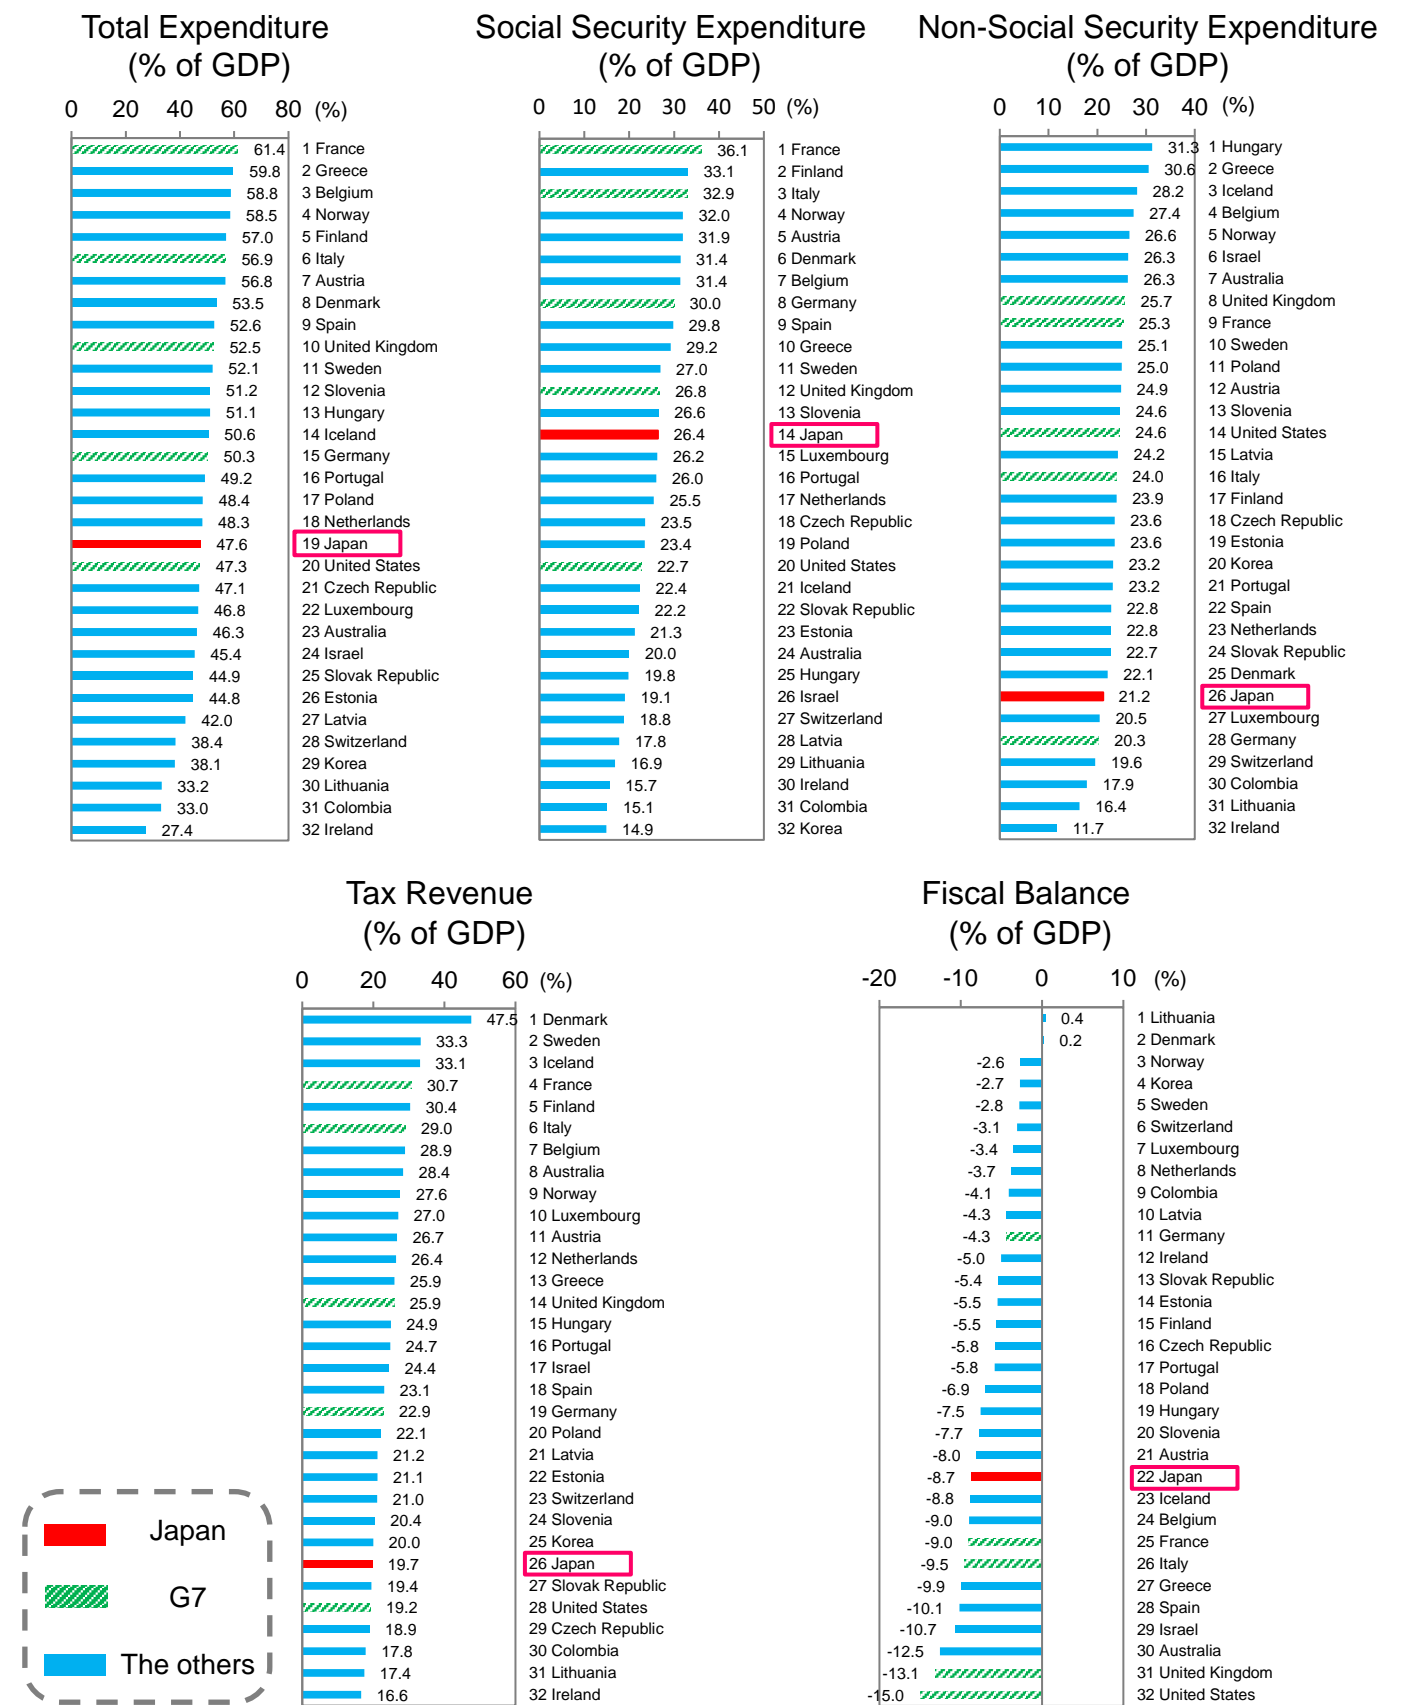 Total Expenditure
(% of GDP)
0 20 40 60 80 (%)
61.4 1 France
59.8 2 Greece
58.8 3 Belgium
58.5 4 Norway
57.0 5 Finland
56.9 6 Italy
56.8 7 Austria
53.5 8 Denmark
52.6 9 Spain
52.5 10 United Kingdom
52.1 11 Sweden
51.2 12 Slovenia
51.1 13 Hungary
50.6 14 Iceland
50.3 15 Germany
49.2 16 Portugal
48.4 17 Poland
48.3 18 Netherlands
47.6 19 Japan
47.3 20 United States
47.1 21 Czech Republic
46.8 22 Luxembourg
46.3 23 Australia
45.4 24 Israel
44.9 25 Slovak Republic
44.8 26 Estonia
42.0 27 Latvia
38.4 28 Switzerland
38.1 29 Korea
33.2 30 Lithuania
33.0 31 Colombia
27.4 32 Ireland
Social Security Expenditure
(% of GDP)
0 10 20 30 40 50 (%)
36.1 1 France
33.1 2 Finland
32.9 3 Italy
32.0 4 Norway
31.9 5 Austria
31.4 6 Denmark
31.4 7 Belgium
30.0 8 Germany
29.8 9 Spain
29.2 10 Greece
27.0 11 Sweden
26.8 12 United Kingdom
26.6 13 Slovenia
26.4 14 Japan
26.2 15 Luxembourg
26.0 16 Portugal
25.5 17 Netherlands
23.5 18 Czech Republic
23.4 19 Poland
22.7 20 United States
22.4 21 Iceland
22.2 22 Slovak Republic
21.3 23 Estonia
20.0 24 Australia
19.8 25 Hungary
19.1 26 Israel
18.8 27 Switzerland
17.8 28 Latvia
16.9 29 Lithuania
15.7 30 Ireland
15.1 31 Colombia
14.9 32 Korea
Non-Social Security Expenditure
(% of GDP)
0 10 20 30 40 (%)
31.3 1 Hungary
30.6 2 Greece
28.2 3 Iceland
27.4 4 Belgium
26.6 5 Norway
26.3 6 Israel
26.3 7 Australia
25.7 8 United Kingdom
25.3 9 France
25.1 10 Sweden
25.0 11 Poland
24.9 12 Austria
24.6 13 Slovenia
24.6 14 United States
24.2 15 Latvia
24.0 16 Italy
23.9 17 Finland
23.6 18 Czech Republic
23.6 19 Estonia
23.2 20 Korea
23.2 21 Portugal
22.8 22 Spain
22.8 23 Netherlands
22.7 24 Slovak Republic
22.1 25 Denmark
21.2 26 Japan
20.5 27 Luxembourg
20.3 28 Germany
19.6 29 Switzerland
17.9 30 Colombia
16.4 31 Lithuania
11.7 32 Ireland
Tax Revenue
(% of GDP)
0 20 40 60 (%)
47.5 1 Denmark
33.3 2 Sweden
33.1 3 Iceland
30.7 4 France
30.4 5 Finland
29.0 6 Italy
28.9 7 Belgium
28.4 8 Australia
27.6 9 Norway
27.0 10 Luxembourg
26.7 11 Austria
26.4 12 Netherlands
25.9 13 Greece
25.9 14 United Kingdom
24.9 15 Hungary
24.7 16 Portugal
24.4 17 Israel
23.1 18 Spain
22.9 19 Germany
22.1 20 Poland
21.2 21 Latvia
21.1 22 Estonia
21.0 23 Switzerland
20.4 24 Slovenia
20.0 25 Korea
19.7 26 Japan
19.4 27 Slovak Republic
19.2 28 United States
18.9 29 Czech Republic
17.8 30 Colombia
17.4 31 Lithuania
16.6 32 Ireland
Fiscal Balance
(% of GDP)
-20 -10 0 10 (%)
0.4 1 Lithuania
0.2 2 Denmark
-2.6 3 Norway
-2.7 4 Korea
-2.8 5 Sweden
-3.1 6 Switzerland
-3.4 7 Luxembourg
-3.7 8 Netherlands
-4.1 9 Colombia
-4.3 10 Latvia
-4.3 11 Germany
-5.0 12 Ireland
-5.4 13 Slovak Republic
-5.5 14 Estonia
-5.5 15 Finland
-5.8 16 Czech Republic
-5.8 17 Portugal
-6.9 18 Poland
-7.5 19 Hungary
-7.7 20 Slovenia
-8.0 21 Austria
-8.7 22 Japan
-8.8 23 Iceland
-9.0 24 Belgium
-9.0 25 France
-9.5 26 Italy
-9.9 27 Greece
-10.1 28 Spain
-10.7 29 Israel
-12.5 30 Australia
-13.1 31 United Kingdom
-15.0 32 United States
Japan
G7
The others